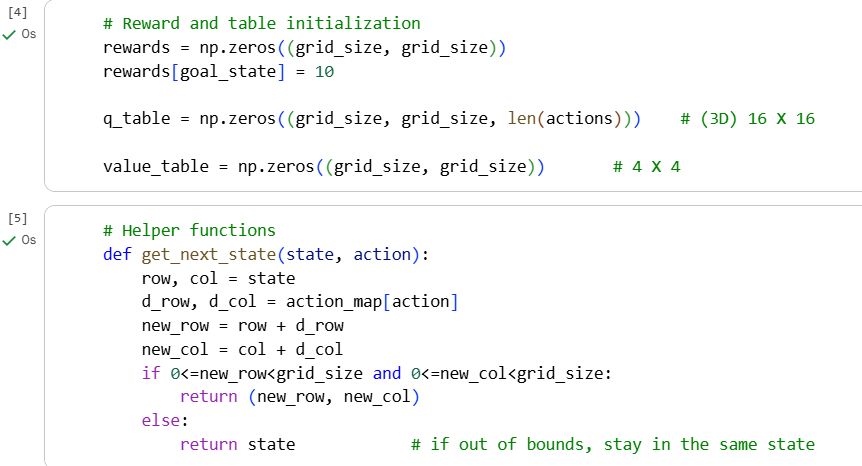 [4]
0s
# Reward and table initialization
rewards = np.zeros((grid_size, grid_size))
rewards[goal_state] = 10
q_table = np.zeros((grid_size, grid_size, len(actions)))    # (3D) 16 X 16
value_table = np.zeros((grid_size, grid_size))       # 4 X 4
[5]
0s
# Helper functions
def get_next_state(state, action):
    row, col = state
    d_row, d_col = action_map[action]
    new_row = row + d_row
    new_col = col + d_col
    if 0<=new_row<grid_size and 0<=new_col<grid_size:
        return (new_row, new_col)
    else:
        return state            # if out of bounds, stay in the same state